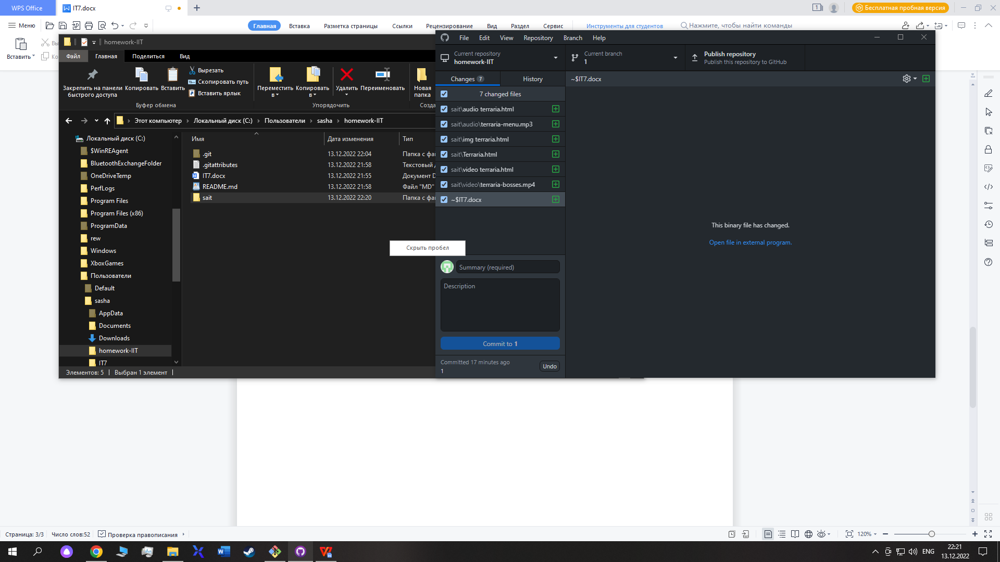 WPS Office
IT7.docx
1
Бесплатная пробная версия
Меню
Главная
Вставка
Разметка страницы
Ссылки
Рецензирование
Вид
Раздел
Сервис
Инструменты для студентов
Нажмите, чтобы найти команды
Вставить
homework-IIT
Файл
Главная
Поделиться
Вид
Закрепить на панели
быстрого доступа
Копировать
Вставить
Вырезать
Скопировать путь
Вставить ярлык
Переместить
в
Копировать
в
Удалить
Переименовать
Новая
папка
Буфер обмена
Упорядочить
Созда
Этот компьютер
Локальный диск (C:)
Пользователи
sasha
homework-IIT
Локальный диск (C:)
$WinREAgent
BluetoothExchangeFolder
OneDriveTemp
PerfLogs
Program Files
Program Files (x86)
ProgramData
rew
Windows
XboxGames
Пользователи
Default
sasha
AppData
Documents
Downloads
homework-IIT
IT7
Имя
Дата изменения
Тип
.git 13.12.2022 22:04 Папка с фа
.gitattributes 13.12.2022 21:58 Текстовый д
IT7.docx 13.12.2022 21:55 Документ D
README.md 13.12.2022 21:58 Файл "MD"
sait 13.12.2022 22:20 Папка с фа
Элементов: 5
Выбран 1 элемент
Скрыть пробел
File
Edit
View
Repository
Branch
Help
Current repository
homework-IIT
Current branch
1
Publish repository
Publish this repository to GitHub
Changes 7
History
~$IT7.docx
7 changed files
sait\audio terraria.html
sait\audio\terraria-menu.mp3
sait\img terraria.html
sait\Terraria.html
sait\video terraria.html
sait\video\terraria-bosses.mp4
~$IT7.docx
This binary file has changed.
Open file in external program.
Summary (required)
Description
Commit to 1
Committed 17 minutes ago
1
Undo
Страница: 3/3
Число слов:52
Проверка правописания
120%
ENG
22:21
13.12.2022